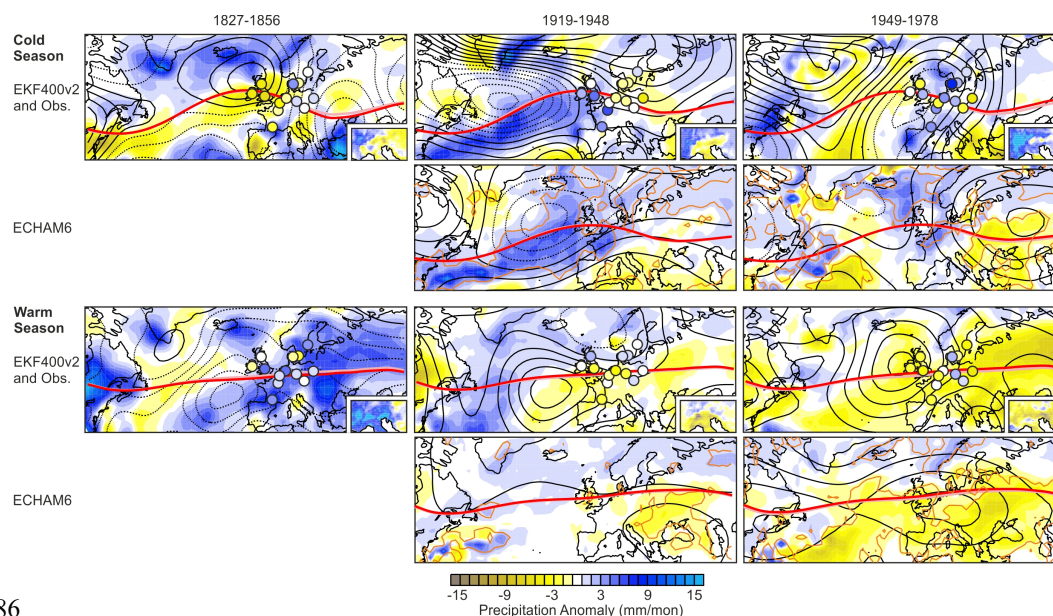 1827-1856 1919-1948 1949-1978
Cold
Season
EKF400v2
and Obs.
ECHAM6
Warm
Season
EKF400v2
and Obs.
ECHAM6
-15 -9 -3 3 9 15
Precipitation Anomaly (mm/mon)
86